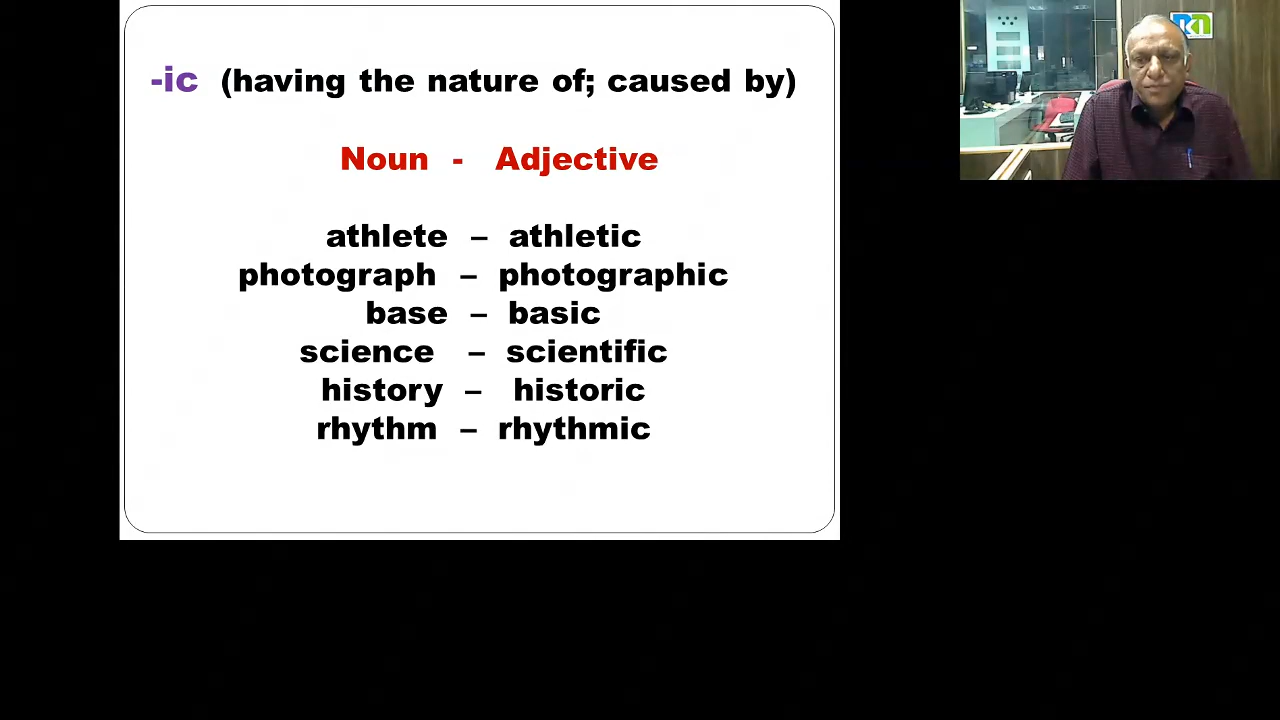 -ic (having the nature of; caused by)
Noun - Adjective
athlete – athletic
photograph – photographic
base – basic
science – scientific
history – historic
rhythm – rhythmic